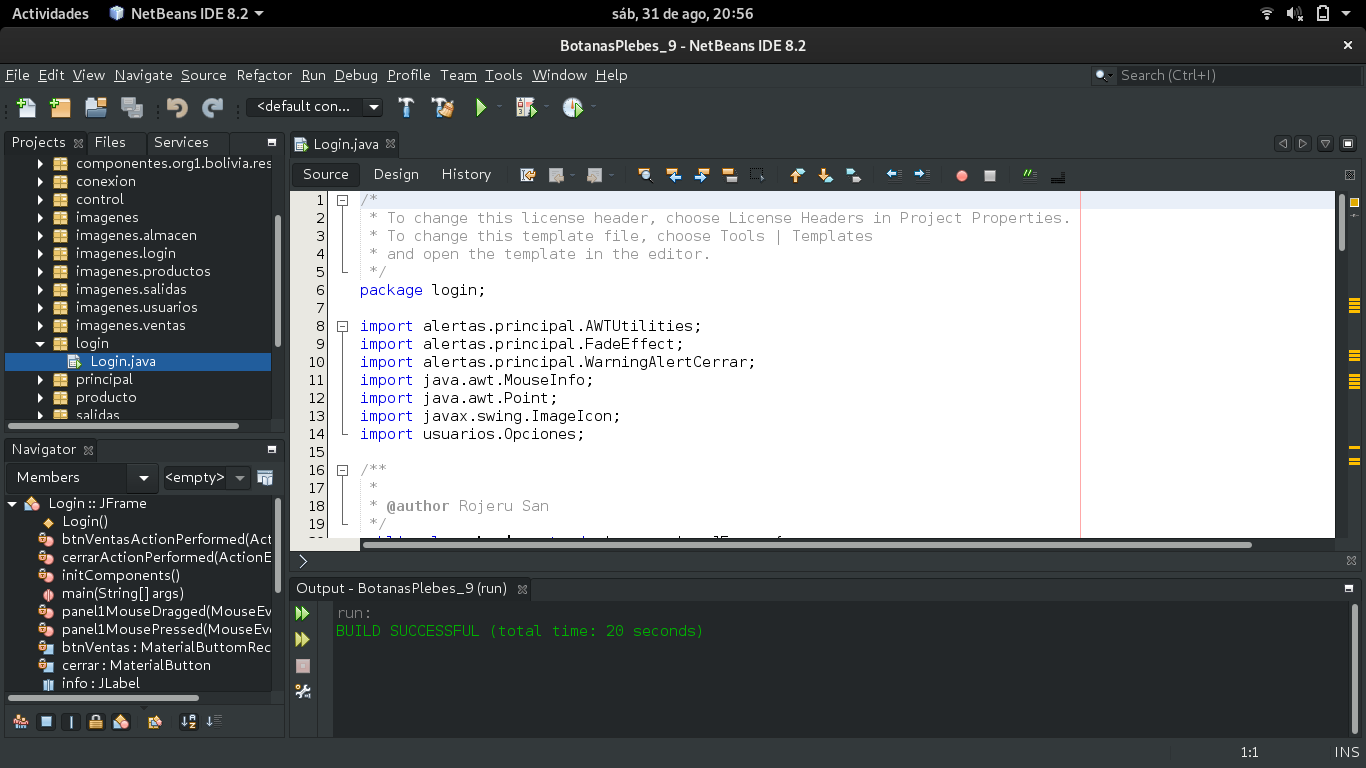 Actividades NetBeans IDE 8.2 sáb, 31 de ago, 20:56
BotanasPlebes_9 - NetBeans IDE 8.2
File Edit View Navigate Source Refactor Run Debug Profile Team Tools Window Help Search (Ctrl+I)
<default con...
Projects Files Services
componentes.org1.bolivia.res
conexion
control
imagenes
imagenes.almacen
imagenes.login
imagenes.productos
imagenes.salidas
imagenes.usuarios
imagenes.ventas
login
Login.java
principal
producto
salidas
Navigator
Members <empty>
Login :: JFrame
Login()
btnVentasActionPerformed(Act
cerrarActionPerformed(ActionE
initComponents()
main(String[] args)
panel1MouseDragged(MouseEv
panel1MousePressed(MouseEv
btnVentas : MaterialButtomRec
cerrar : MaterialButton
info : JLabel
Login.java
Source Design History
1 /*
2 * To change this license header, choose License Headers in Project Properties.
3 * To change this template file, choose Tools | Templates
4 * and open the template in the editor.
5 */
6 package login;
7
8 import alertas.principal.AWTUtilities;
9 import alertas.principal.FadeEffect;
10 import alertas.principal.WarningAlertCerrar;
11 import java.awt.MouseInfo;
12 import java.awt.Point;
13 import javax.swing.ImageIcon;
14 import usuarios.Opciones;
15
16 /**
17 *
18 * @author Rojeru San
19 */
Output - BotanasPlebes_9 (run)
run:
BUILD SUCCESSFUL (total time: 20 seconds)
1:1 INS